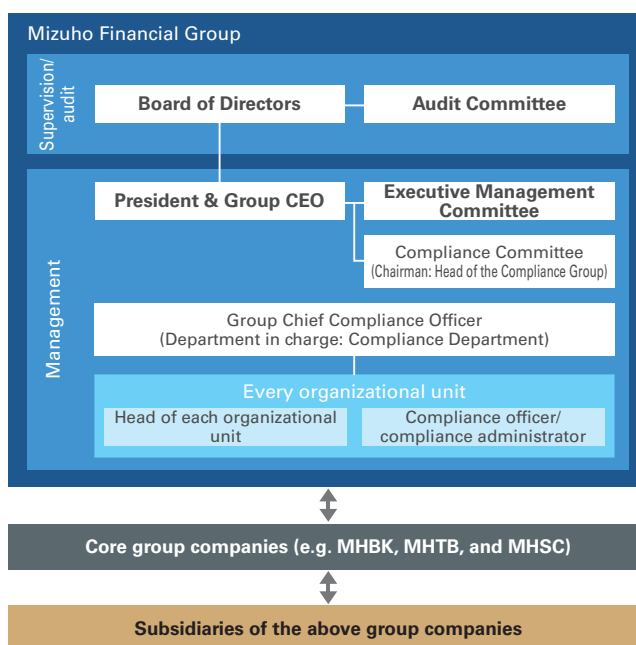 Mizuho Financial Group
Supervision/
audit
Board of Directors
Audit Committee
Management
President & Group CEO
Executive Management
Committee
Compliance Committee
(Chairman: Head of the Compliance Group)
Group Chief Compliance Officer
(Department in charge: Compliance Department)
Every organizational unit
Head of each organizational
unit
Compliance officer/
compliance administrator
Core group companies (e.g. MHBK, MHTB, and MHSC)
Subsidiaries of the above group companies